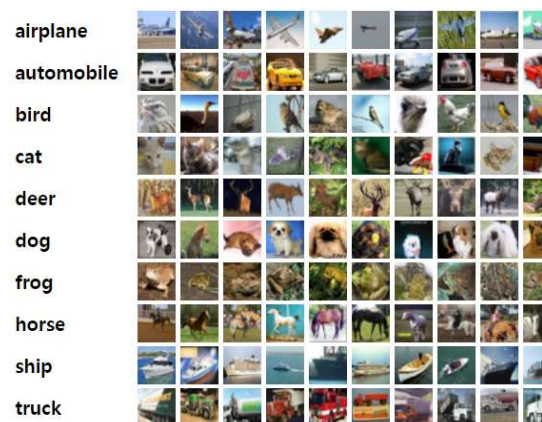 airplane
automobile
bird
cat
deer
dog
frog
horse
ship
truck